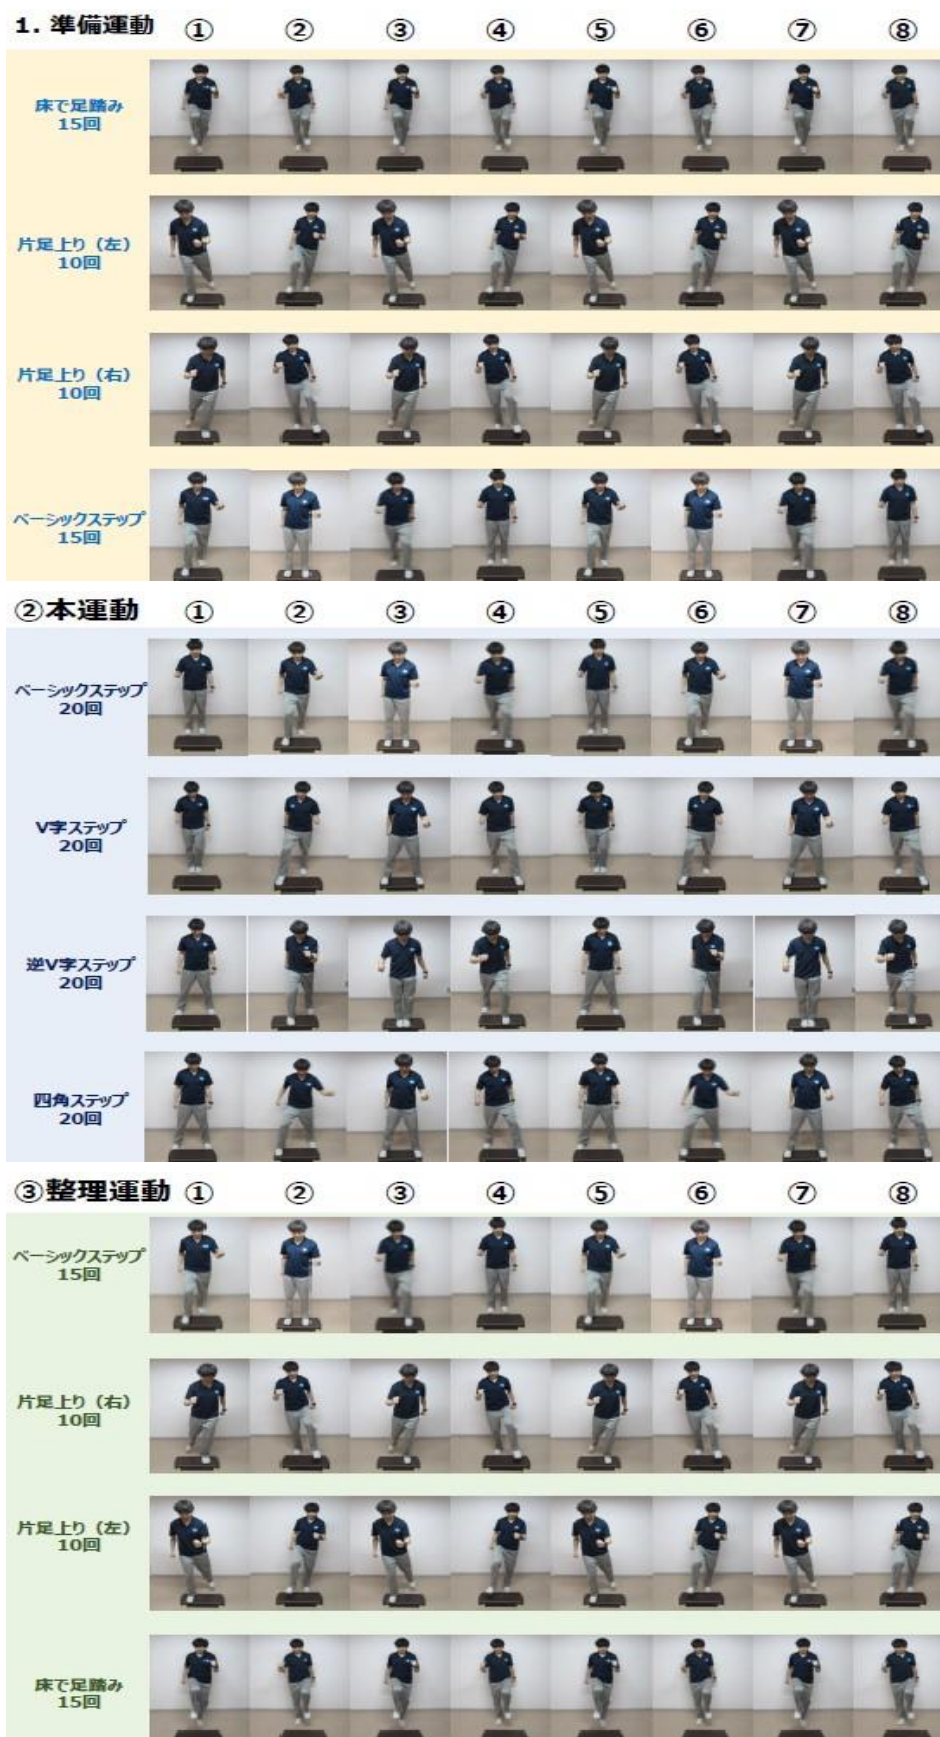 1. 準備運動 ① ② ③ ④ ⑤ ⑥ ⑦ ⑧
床で足踏み
15回
片足上り（左）
10回
片足上り（右）
10回
ベーシックステップ
15回
②本運動 ① ② ③ ④ ⑤ ⑥ ⑦ ⑧
ベーシックステップ
20回
V字ステップ
20回
逆V字ステップ
20回
四角ステップ
20回
③整理運動 ① ② ③ ④ ⑤ ⑥ ⑦ ⑧
ベーシックステップ
15回
片足上り（右）
10回
片足上り（左）
10回
床で足踏み
15回